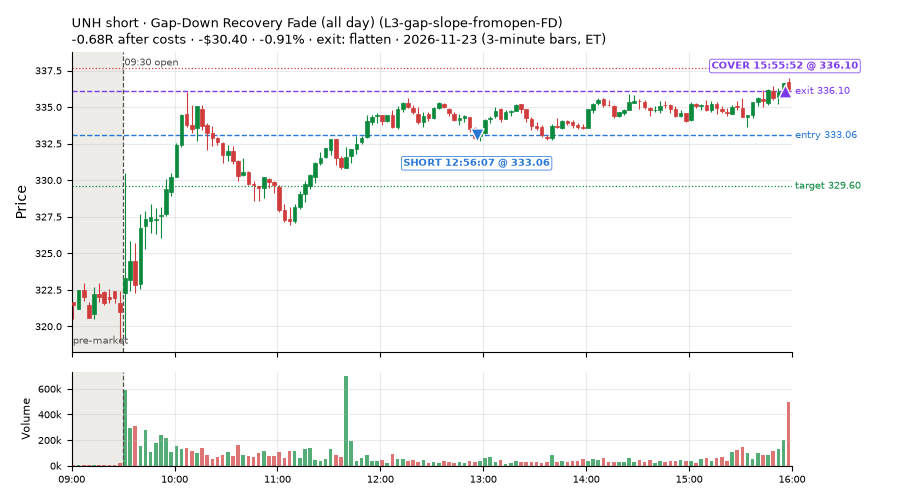 UNH short · Gap-Down Recovery Fade (all day) (L3-gap-slope-fromopen-FD)
-0.68R after costs · -$30.40 · -0.91% · exit: flatten · 2026-11-23 (3-minute bars, ET)
09:30 open
COVER 15:55:52 @ 336.10
337.5
exit 336.10
335.0
entry 333.06
332.5
SHORT 12:56:07 @ 333.06
330.0
target 329.60
327.5
325.0
322.5
320.0
pre-market
Price
600k
400k
200k
0k
Volume
09:00
10:00
11:00
12:00
13:00
14:00
15:00
16:00